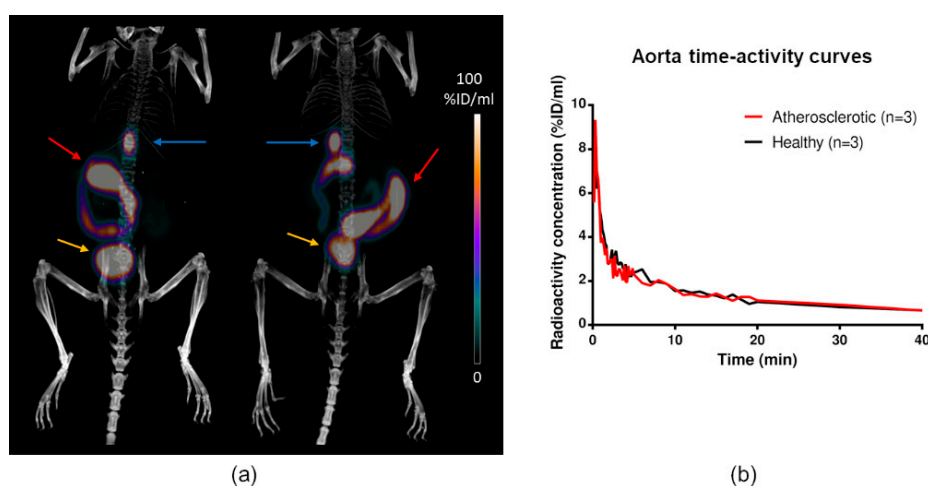 100
%ID/ml
0
(a)
Aorta time-activity curves
Radioactivity concentration (%ID/ml)
10
8
6
4
2
0
Atherosclerotic (n=3)
Healthy (n=3)
0
10
20
30
40
Time (min)
(b)